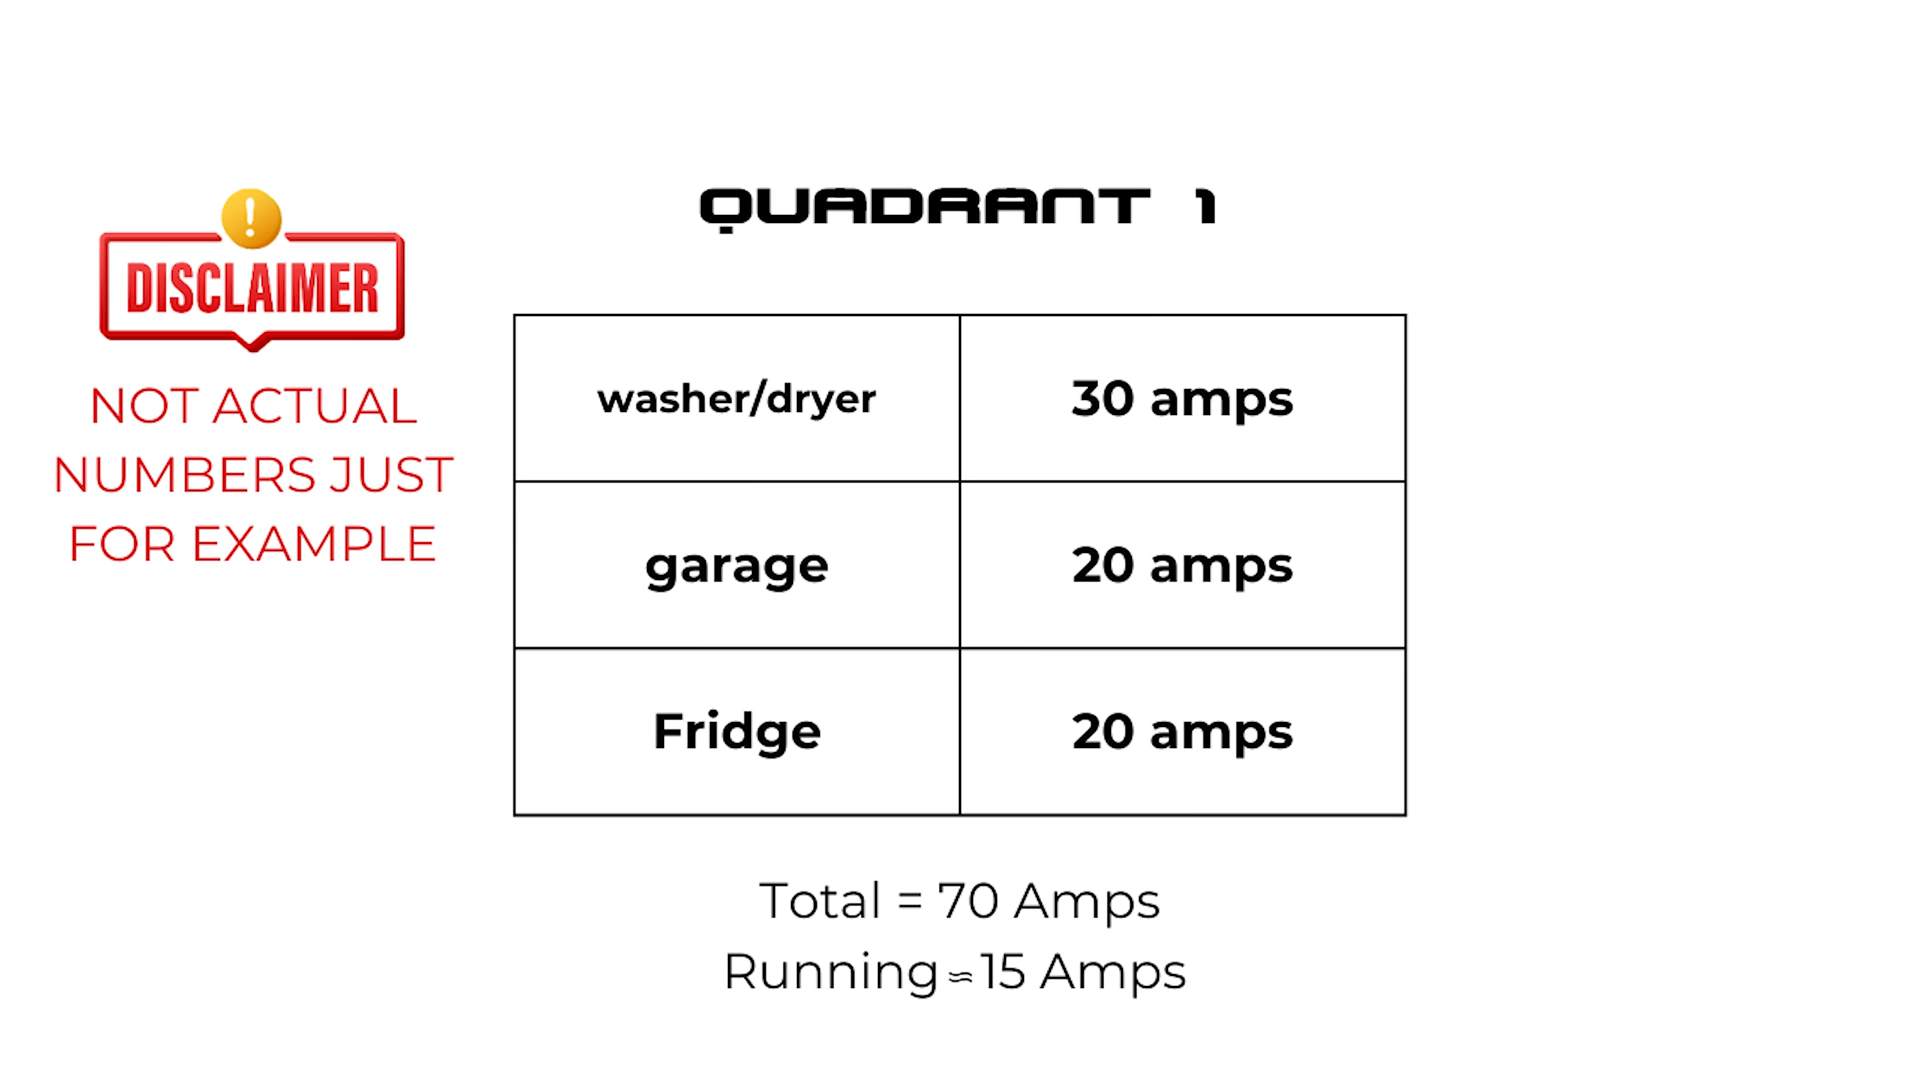 QUADRANT 1
!
DISCLAIMER
NOT ACTUAL
NUMBERS JUST
FOR EXAMPLE
washer/dryer 30 amps
garage 20 amps
Fridge 20 amps
Total = 70 Amps
Running ≈ 15 Amps